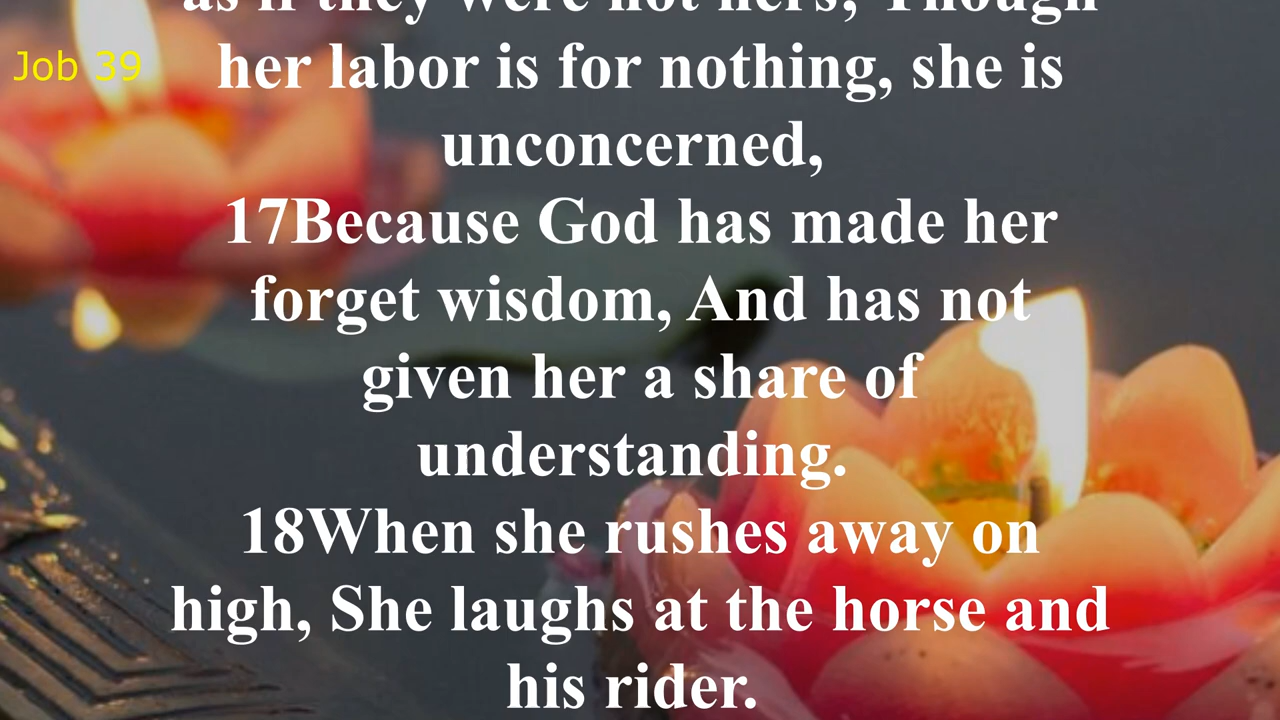 as if they were not hers; Though
Job 39
her labor is for nothing, she is
unconcerned,
17Because God has made her
forget wisdom, And has not
given her a share of
understanding.
18When she rushes away on
high, She laughs at the horse and
his rider.